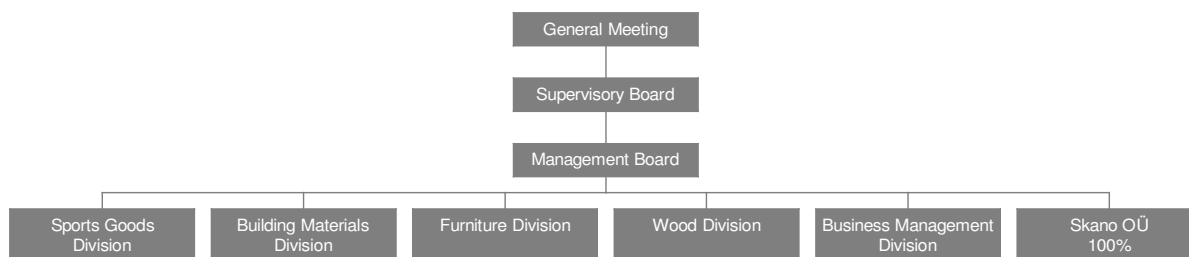 General Meeting
Supervisory Board
Management Board
Sports Goods
Division
Building Materials
Division
Furniture Division
Wood Division
Business Management
Division
Skano OÜ
100%